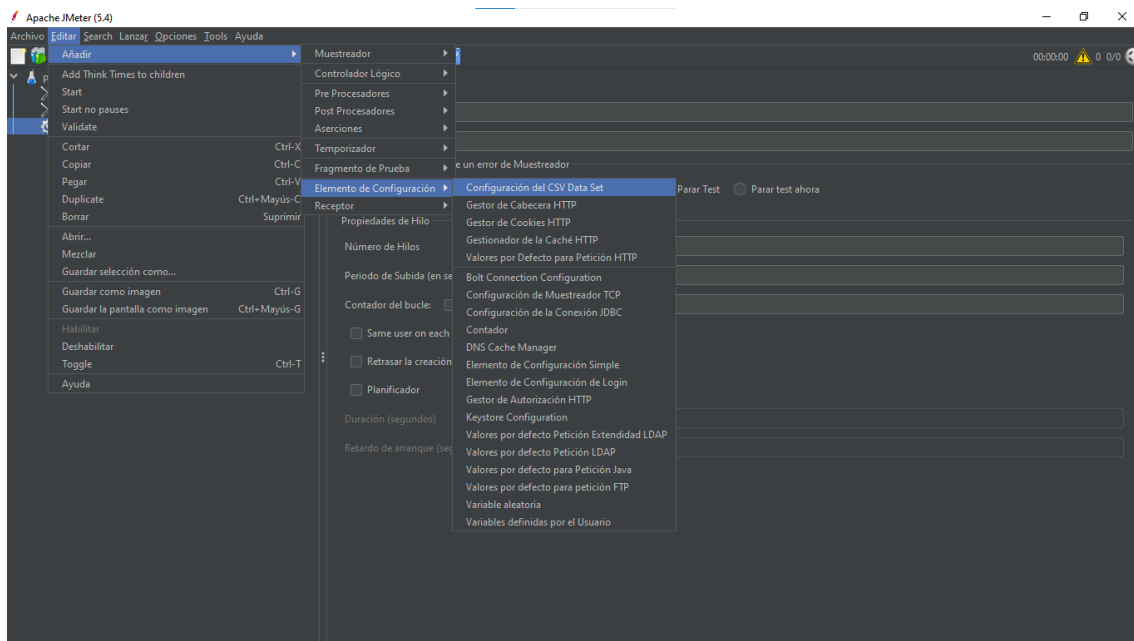 Apache JMeter (5.4)
Archivo Editar Search Lanzar Opciones Tools Ayuda
00:00:00 0 0/0
Añadir
Add Think Times to children
Start
Start no pauses
Validate
Cortar Ctrl-X
Copiar Ctrl-C
Pegar Ctrl-V
Duplicate Ctrl+Mayús-C
Borrar Suprimir
Abrir...
Mezclar
Guardar selección como...
Guardar como imagen Ctrl-G
Guardar la pantalla como imagen Ctrl+Mayús-G
Habilitar
Deshabilitar
Toggle Ctrl-T
Ayuda
Muestreador
Controlador Lógico
Pre Procesadores
Post Procesadores
Aserciones
Temporizador
Fragmento de Prueba
Elemento de Configuración
Receptor
Configuración del CSV Data Set
Gestor de Cabecera HTTP
Gestor de Cookies HTTP
Gestionador de la Caché HTTP
Valores por Defecto para Petición HTTP
Bolt Connection Configuration
Configuración de Muestreador TCP
Configuración de la Conexión JDBC
Contador
DNS Cache Manager
Elemento de Configuración Simple
Elemento de Configuración de Login
Gestor de Autorización HTTP
Keystore Configuration
Valores por defecto Petición Extendidad LDAP
Valores por defecto Petición LDAP
Valores por defecto para Petición Java
Valores por defecto para petición FTP
Variable aleatoria
Variables definidas por el Usuario
e un error de Muestreador
Parar Test Parar test ahora
Propiedades de Hilo
Número de Hilos
Periodo de Subida (en se
Contador del bucle:
Same user on each
Retrasar la creación
Planificador
Duración (segundos)
Retardo de arranque (seg